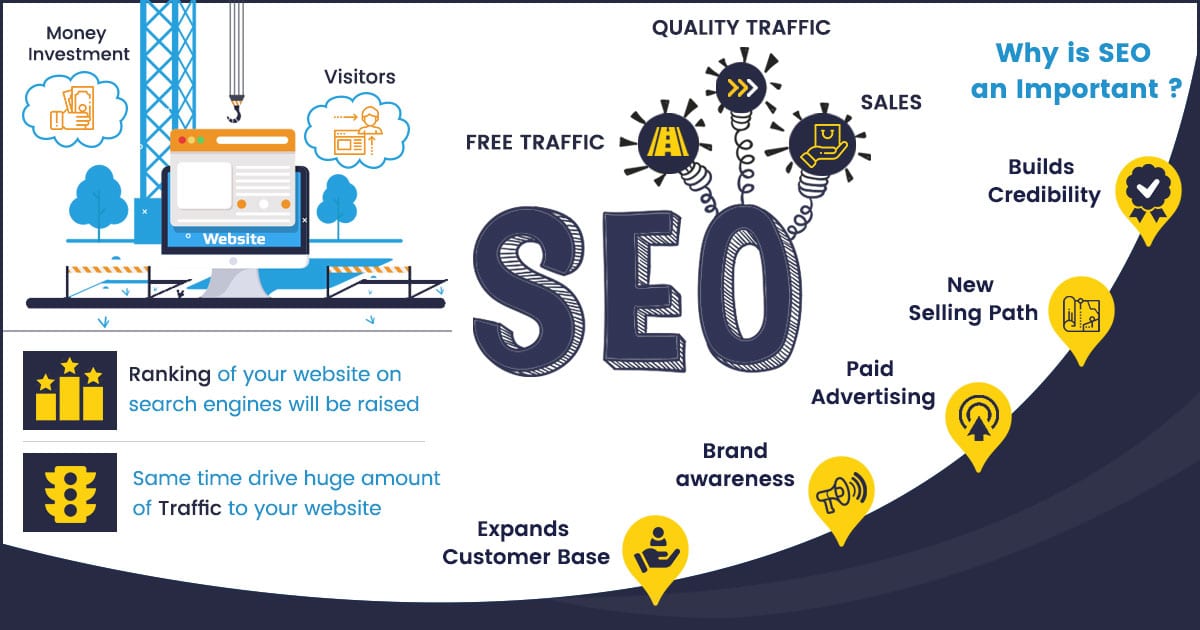 Money
Investment
Visitors
Website
Ranking of your website on
search engines will be raised
Same time drive huge amount
of Traffic to your website
QUALITY TRAFFIC
FREE TRAFFIC
SALES
SEO
Why is SEO
an Important ?
Builds
Credibility
New
Selling Path
Paid
Advertising
Brand
awareness
Expands
Customer Base